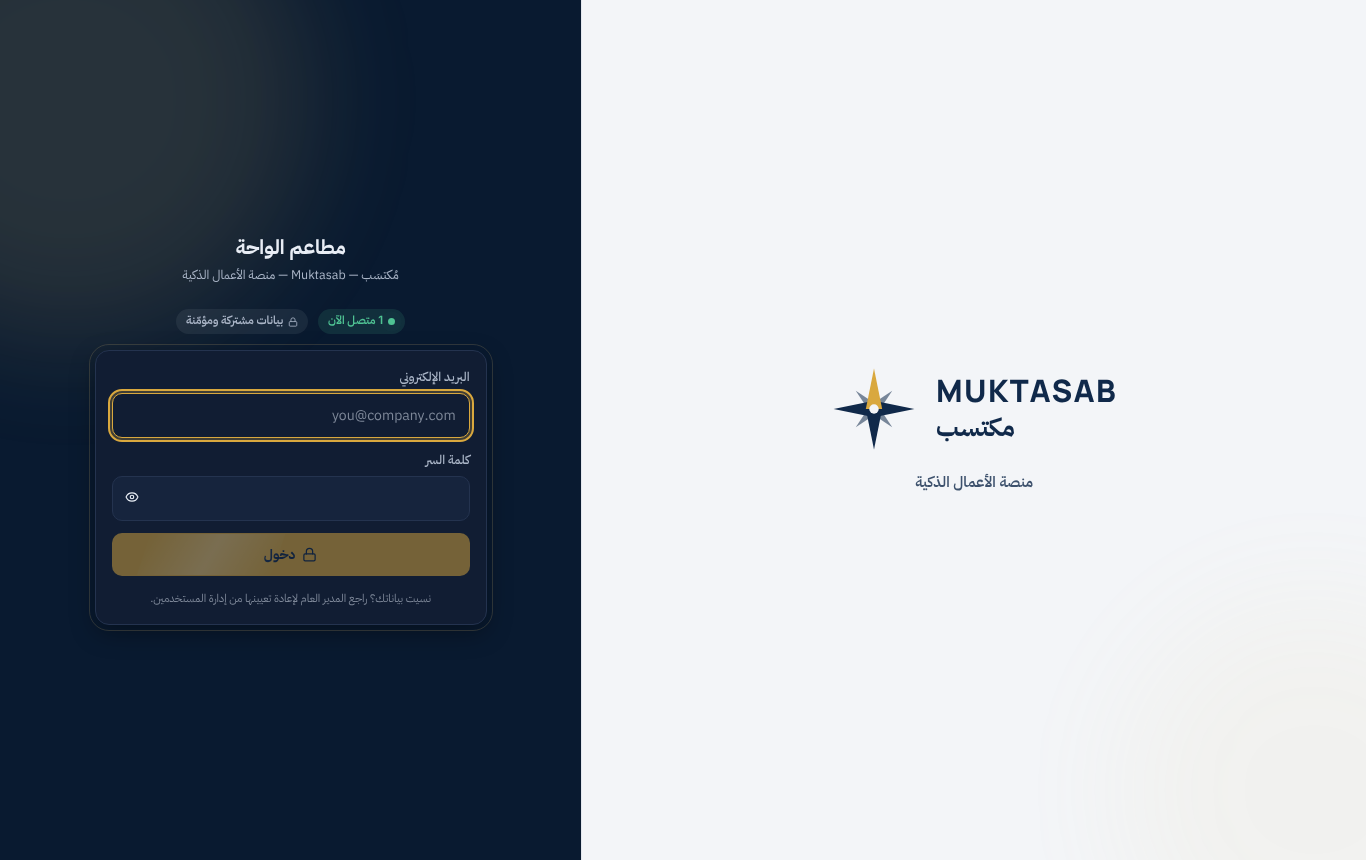 MUKTASAB
مكتسب
منصة الأعمال الذكية
مطاعم الواحة
مُكتسَب — Muktasab — منصة الأعمال الذكية
1 متصل الآن
بيانات مشتركة ومؤمّنة
البريد الإلكتروني
you@company.com
كلمة السر
دخول
نسيت بياناتك؟ راجع المدير العام لإعادة تعيينها من إدارة المستخدمين.